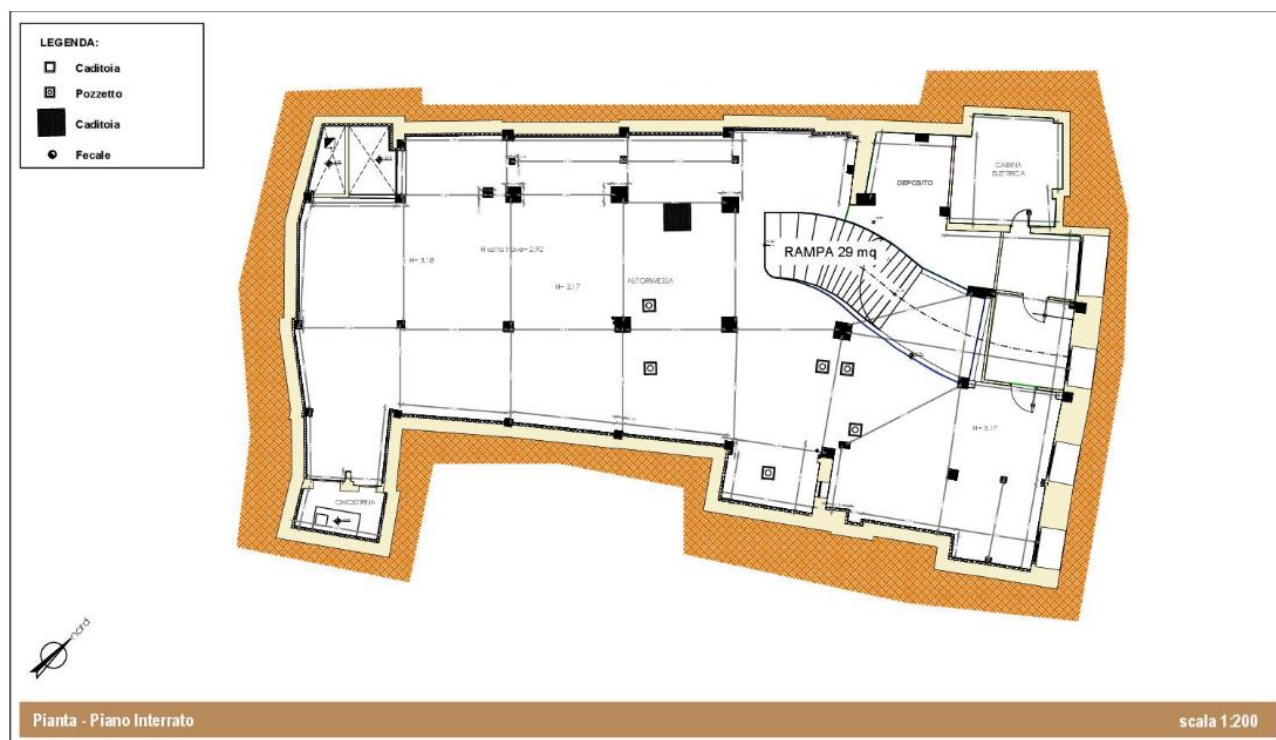 LEGENDA:
Caditoia
Pozzetto
Caditoia
Fecale
CABINA
ELETTRICA
DEPOSITO
RAMPA 29 mq
H sotto trave= 2,92
H= 3,18
H= 3,17
AUTORIMESSA
H= 3,17
CHIOSTRINA
nord
Pianta - Piano Interrato
scala 1:200